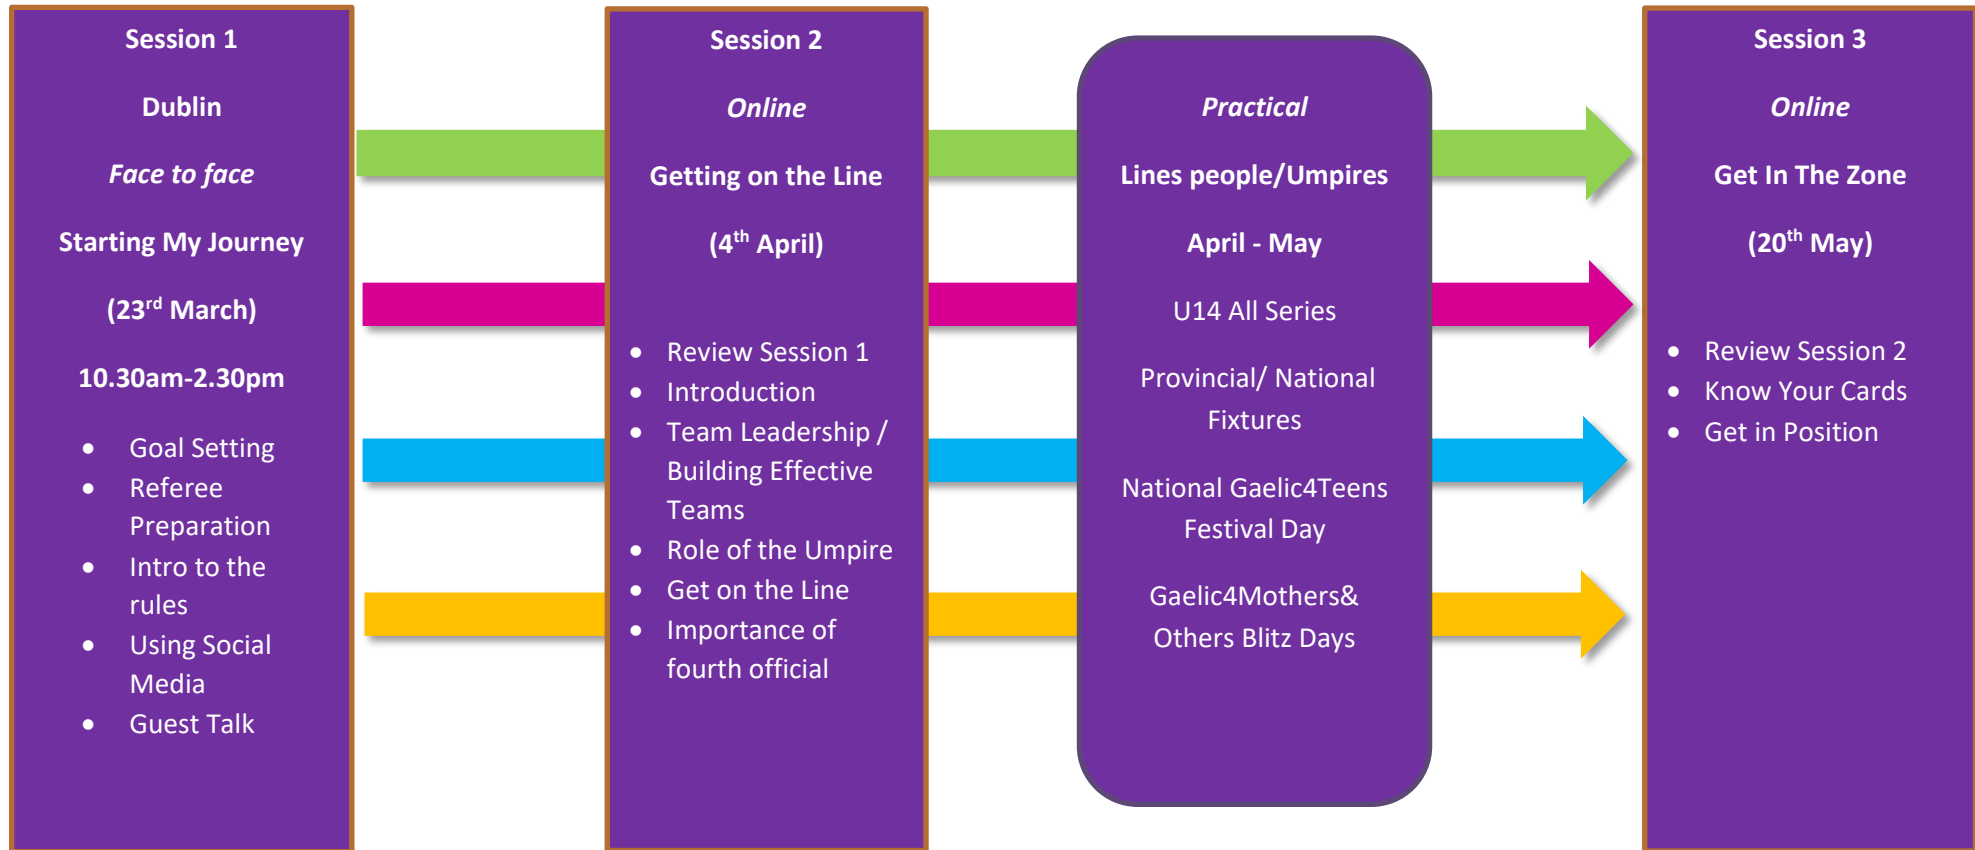 Session 1
Dublin
Face to face
Starting My Journey
(23rd March)
10.30am-2.30pm
• Goal Setting
• Referee
Preparation
• Intro to the
rules
• Using Social
Media
• Guest Talk
Session 2
Online
Getting on the Line
(4th April)
• Review Session 1
• Introduction
• Team Leadership /
Building Effective
Teams
• Role of the Umpire
• Get on the Line
• Importance of
fourth official
Practical
Lines people/Umpires
April - May
U14 All Series
Provincial/ National
Fixtures
National Gaelic4Teens
Festival Day
Gaelic4Mothers&
Others Blitz Days
Session 3
Online
Get In The Zone
(20th May)
• Review Session 2
• Know Your Cards
• Get in Position